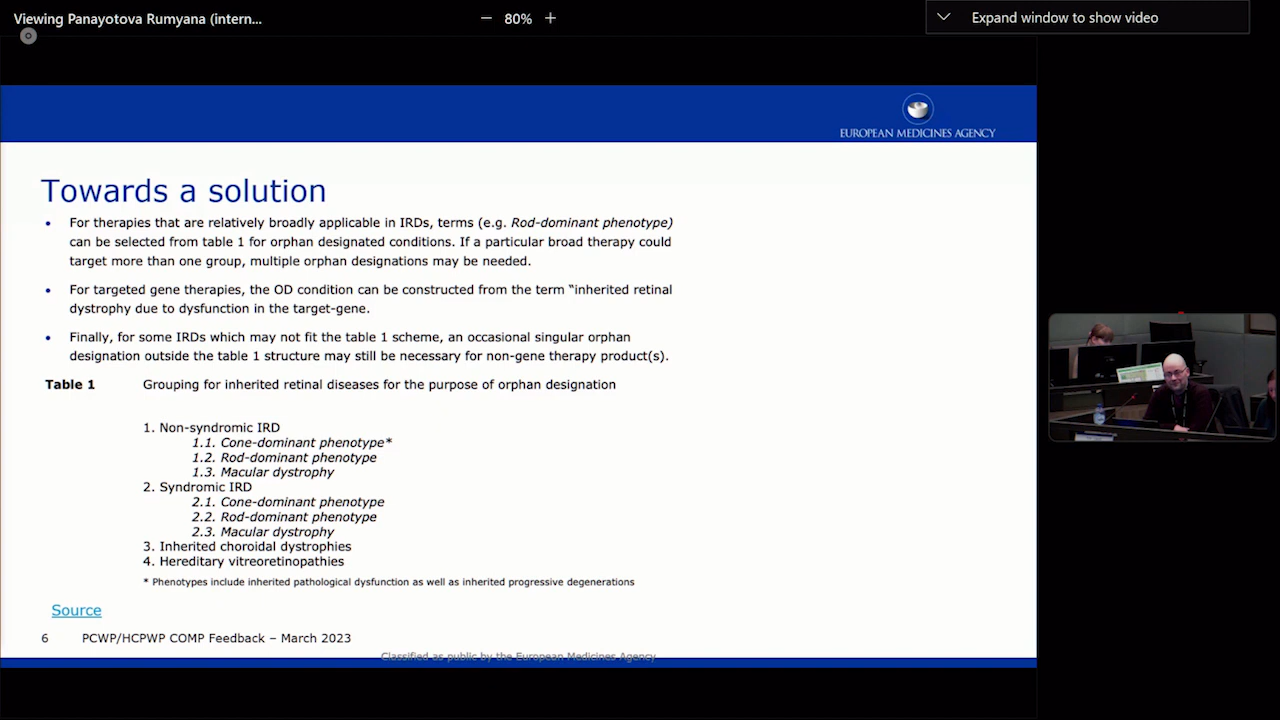 Viewing Panayotova Rumyana (intern...
80%
Expand window to show video
EUROPEAN MEDICINES AGENCY
Towards a solution
• For therapies that are relatively broadly applicable in IRDs, terms (e.g. Rod-dominant phenotype)
can be selected from table 1 for orphan designated conditions. If a particular broad therapy could
target more than one group, multiple orphan designations may be needed.
• For targeted gene therapies, the OD condition can be constructed from the term “inherited retinal
dystrophy due to dysfunction in the target-gene.
• Finally, for some IRDs which may not fit the table 1 scheme, an occasional singular orphan
designation outside the table 1 structure may still be necessary for non-gene therapy product(s).
Table 1 Grouping for inherited retinal diseases for the purpose of orphan designation
1. Non-syndromic IRD
1.1. Cone-dominant phenotype*
1.2. Rod-dominant phenotype
1.3. Macular dystrophy
2. Syndromic IRD
2.1. Cone-dominant phenotype
2.2. Rod-dominant phenotype
2.3. Macular dystrophy
3. Inherited choroidal dystrophies
4. Hereditary vitreoretinopathies
* Phenotypes include inherited pathological dysfunction as well as inherited progressive degenerations
Source
6 PCWP/HCPWP COMP Feedback – March 2023
Classified as public by the European Medicines Agency